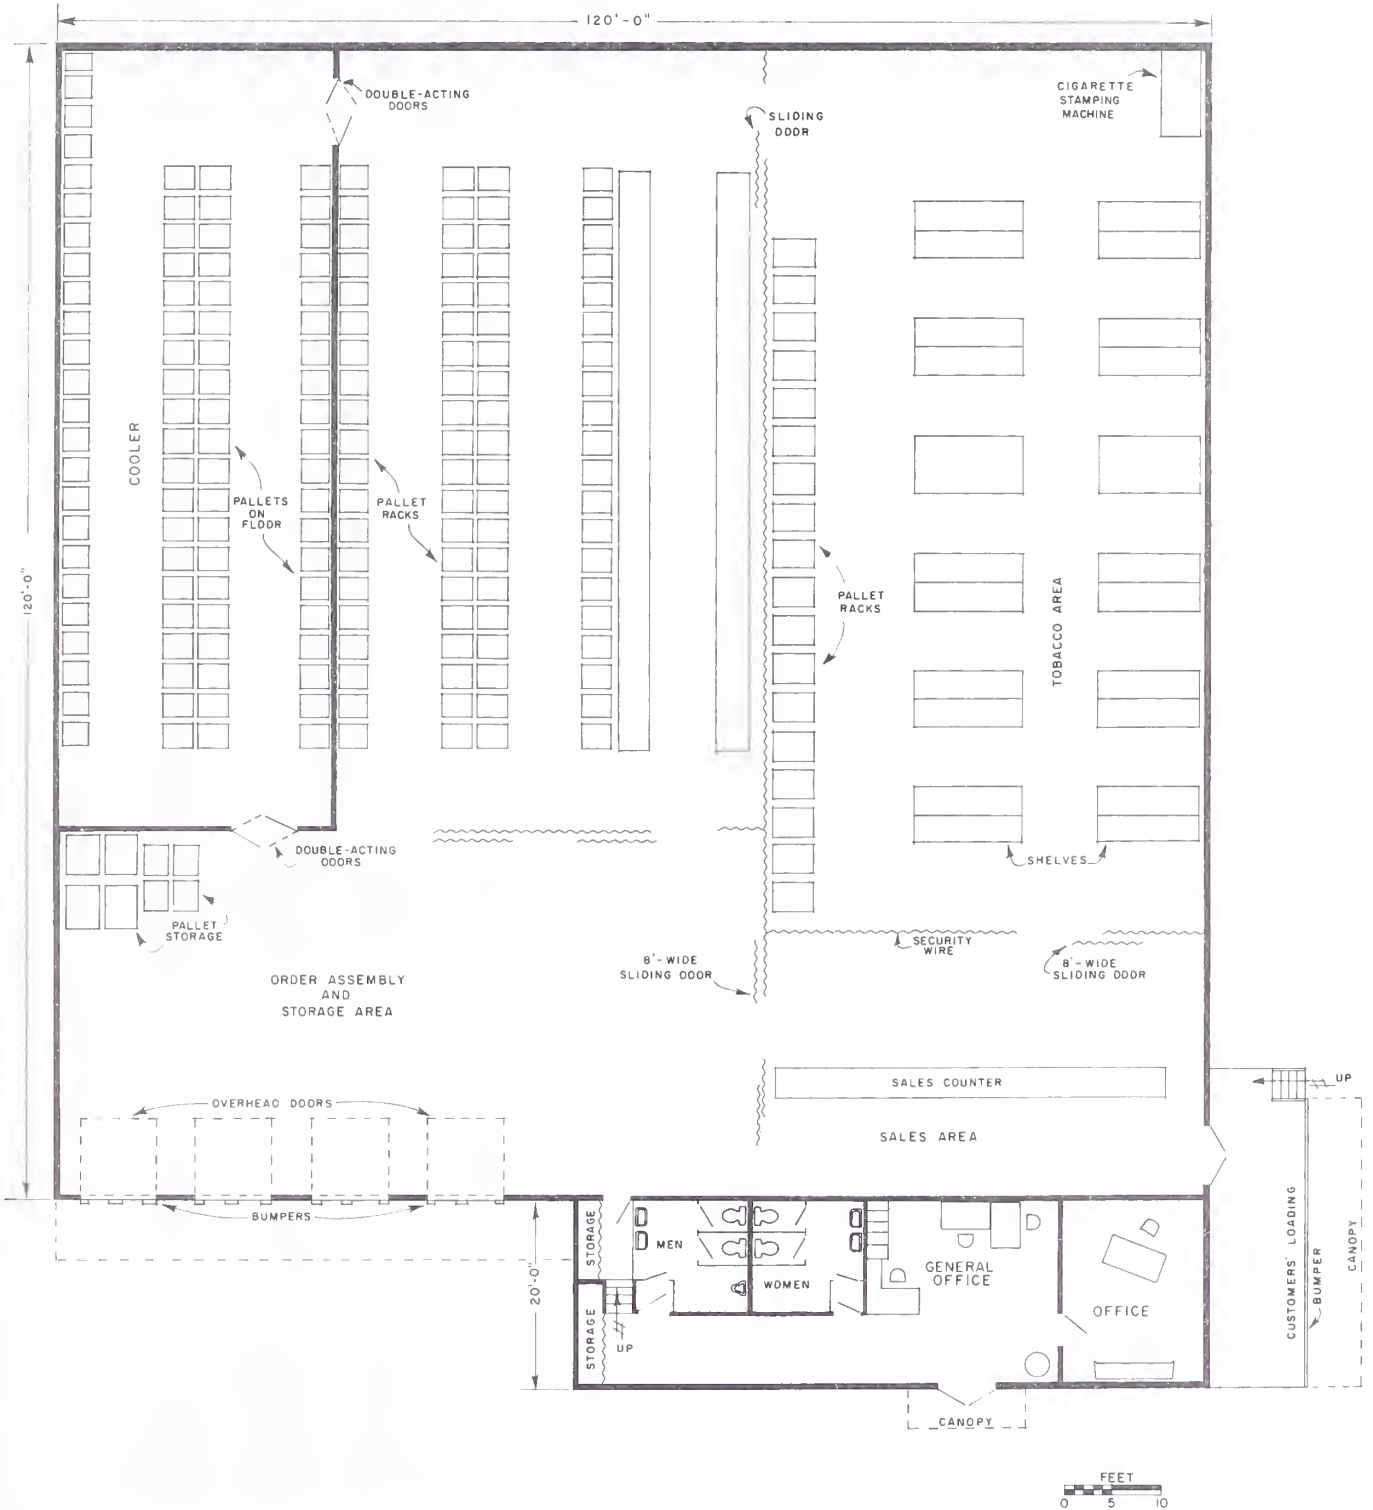 120'-0"
DOUBLE-ACTING
DOORS
CIGARETTE
STAMPING
MACHINE
SLIDING
DOOR
COOLER
PALLETS
ON
FLOOR
PALLET
RACKS
120'-0"
PALLET
RACKS
TOBACCO AREA
DOUBLE-ACTING
DOORS
SHELVES
PALLET
STORAGE
SECURITY
WIRE
8'-WIDE
SLIDING DOOR
8'-WIDE
SLIDING DOOR
ORDER ASSEMBLY
AND
STORAGE AREA
SALES COUNTER
UP
OVERHEAD DOORS
SALES AREA
BUMPERS
STORAGE
MEN
WOMEN
GENERAL
OFFICE
20'-0"
OFFICE
CUSTOMERS' LOADING
BUMPER
CANOPY
STORAGE
UP
CANOPY
FEET
0 5 10